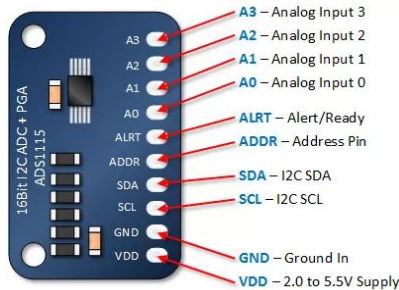 A3 – Analog Input 3
A2 – Analog Input 2
A1 – Analog Input 1
A0 – Analog Input 0
ALRT – Alert/Ready
ADDR – Address Pin
SDA – I2C SDA
SCL – I2C SCL
GND – Ground In
VDD – 2.0 to 5.5V Supply
A3
A2
A1
A0
ALRT
ADDR
SDA
SCL
GND
VDD
16Bit I2C ADC + PGA
ADS1115